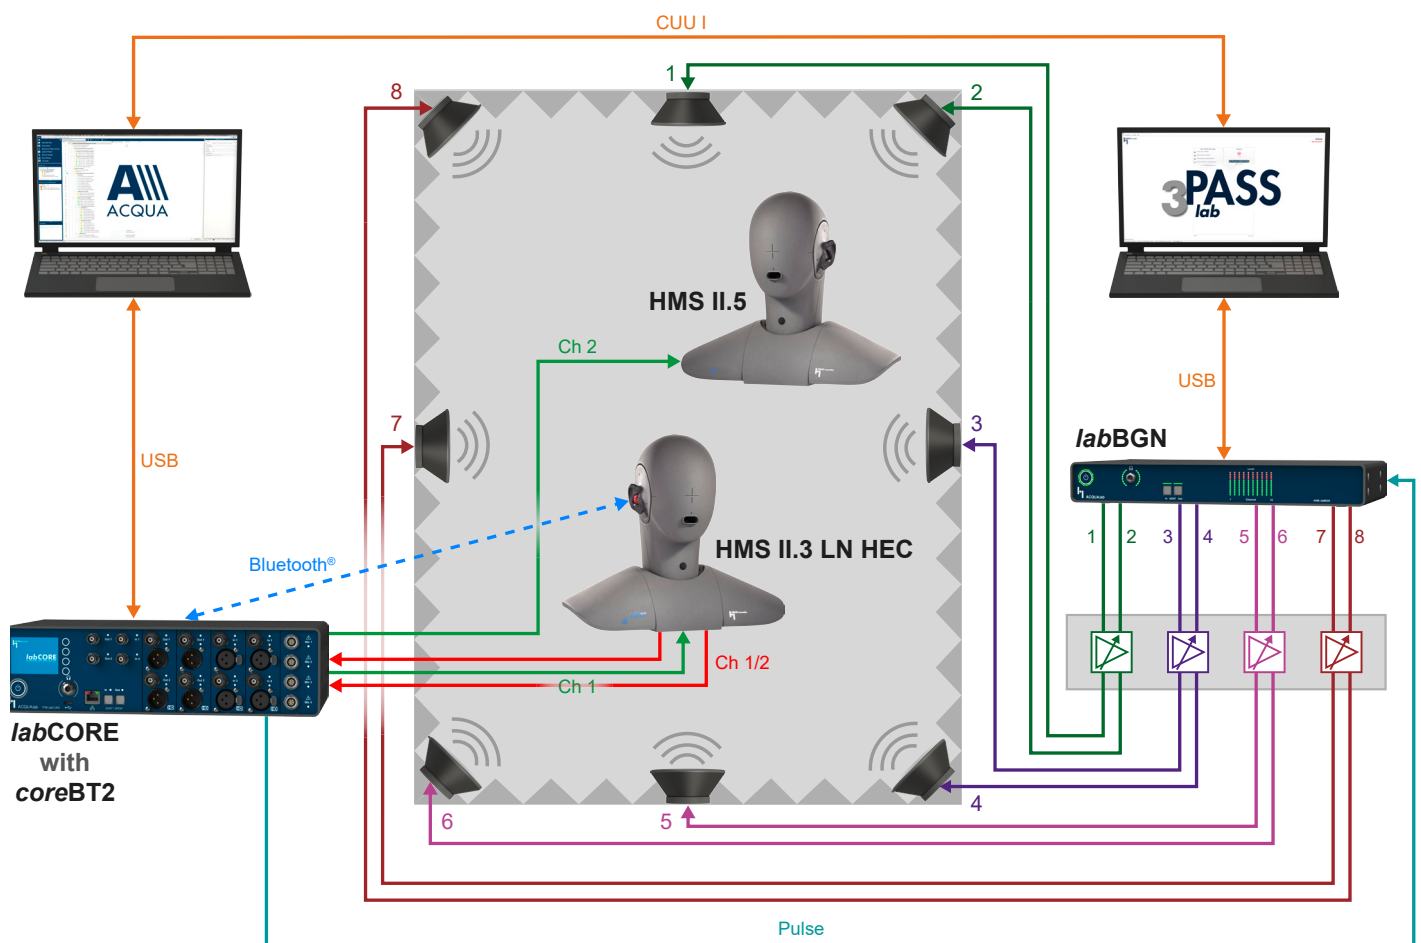 CUU I
1
8
2
ACQUA
3PASS
lab
HMS II.5
Ch 2
USB
7
3
labBGN
USB
HMS II.3 LN HEC
Bluetooth®
1 2 3 4 5 6 7 8
labCORE
Ch 1/2
Ch 1
labCORE
with
coreBT2
6
5
4
Pulse